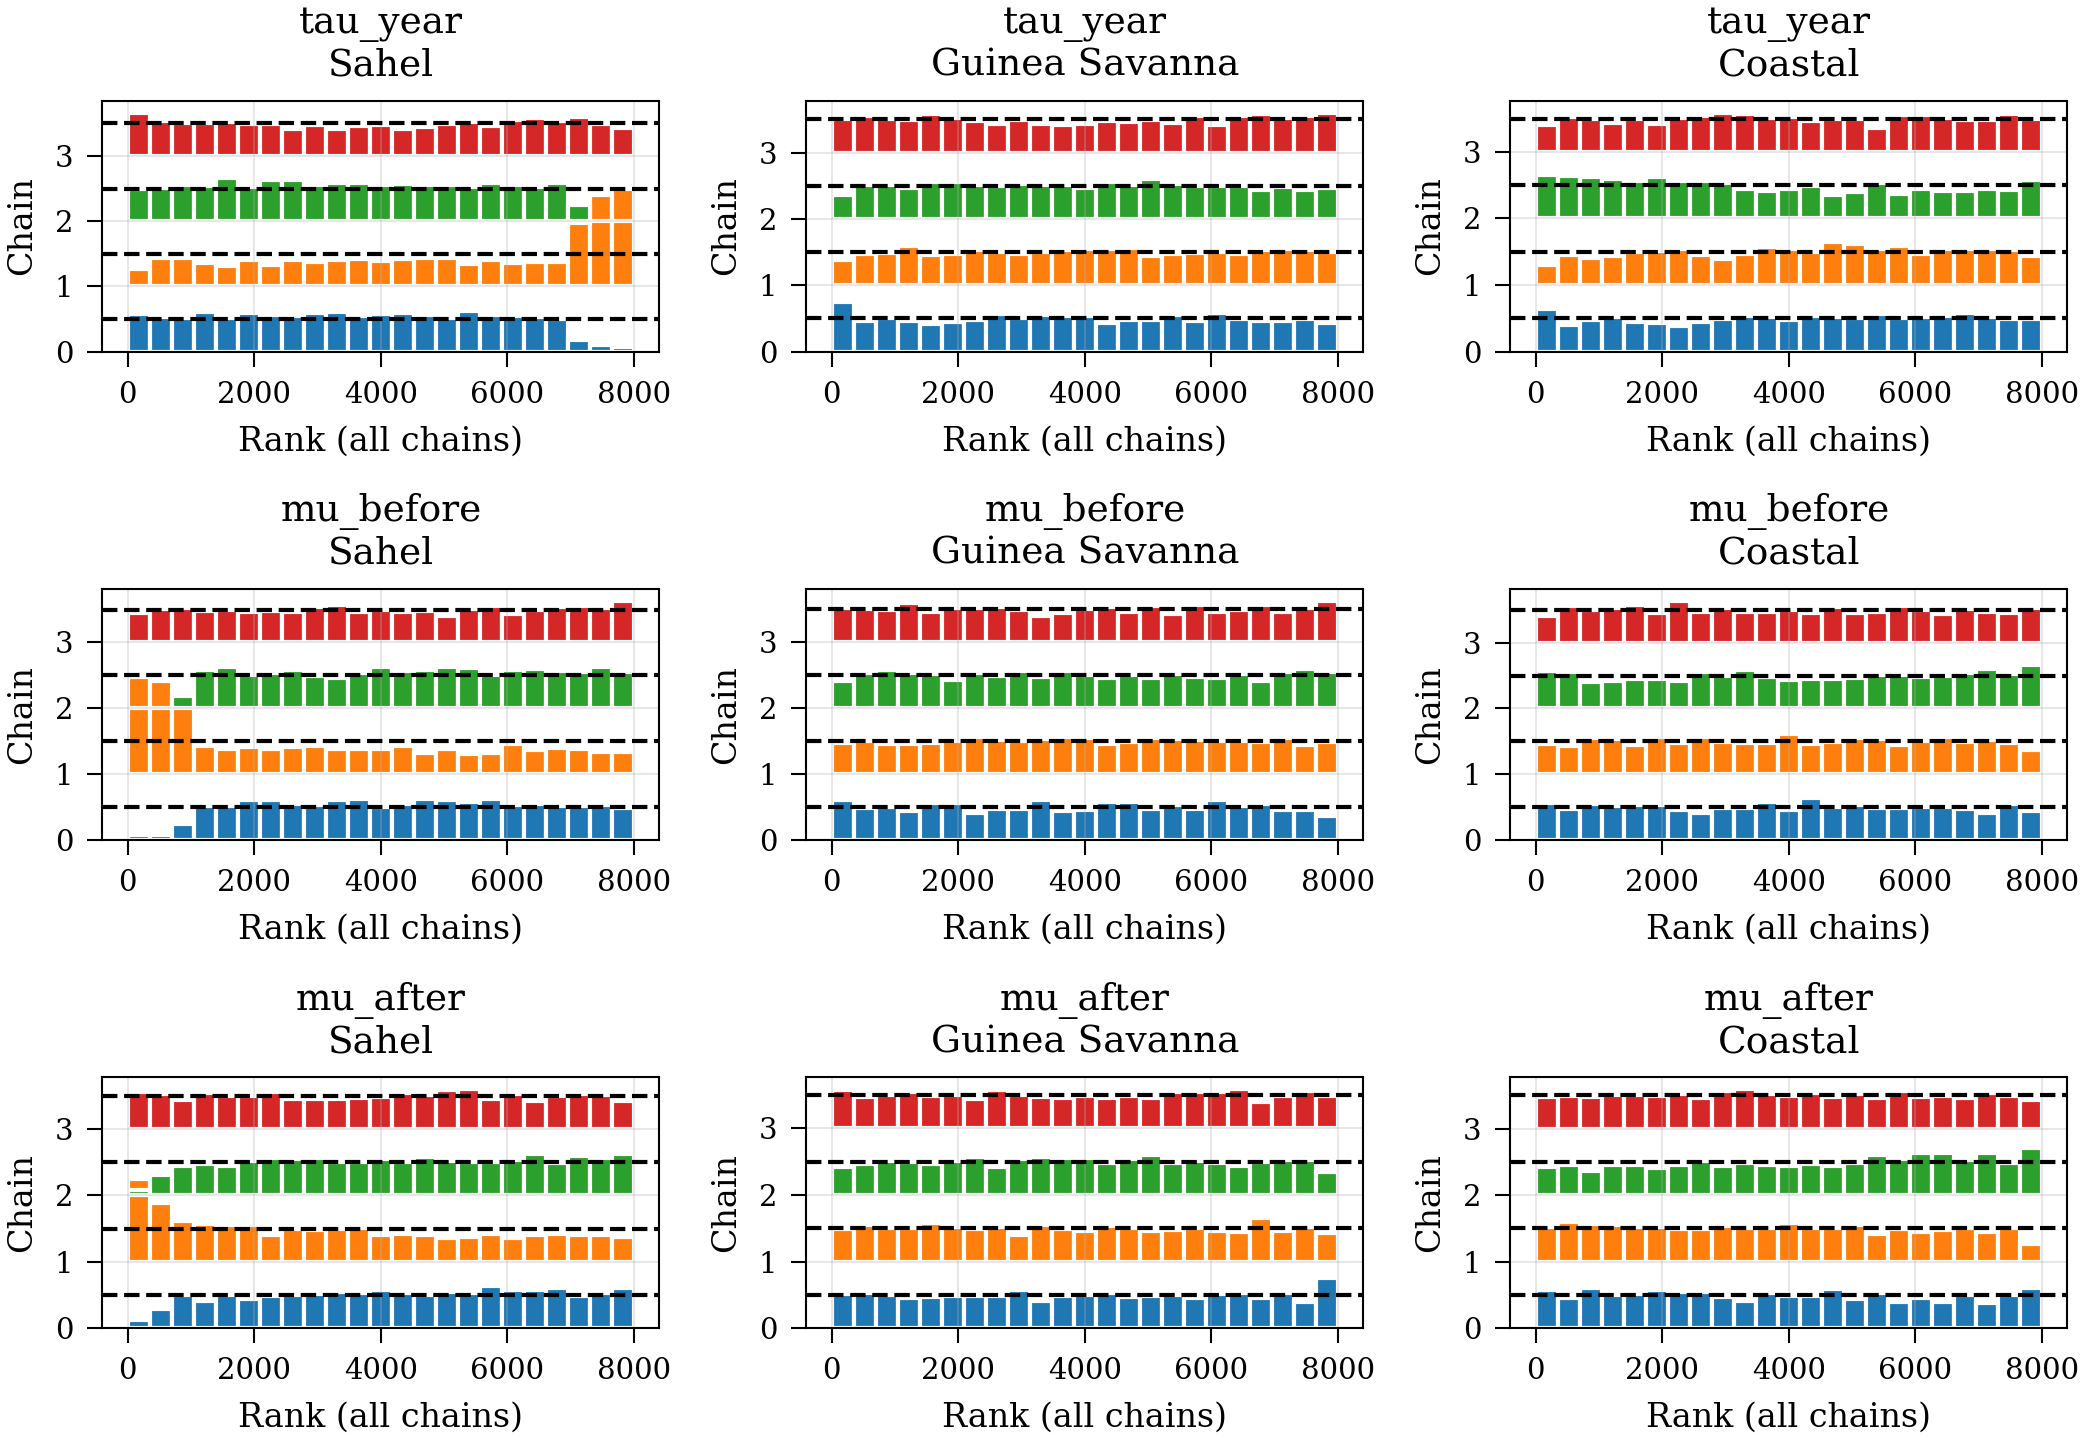 tau_year
Sahel
Chain
3
2
1
0
0 2000 4000 6000 8000
Rank (all chains)
tau_year
Guinea Savanna
Chain
3
2
1
0
0 2000 4000 6000 8000
Rank (all chains)
tau_year
Coastal
Chain
3
2
1
0
0 2000 4000 6000 8000
Rank (all chains)
mu_before
Sahel
Chain
3
2
1
0
0 2000 4000 6000 8000
Rank (all chains)
mu_before
Guinea Savanna
Chain
3
2
1
0
0 2000 4000 6000 8000
Rank (all chains)
mu_before
Coastal
Chain
3
2
1
0
0 2000 4000 6000 8000
Rank (all chains)
mu_after
Sahel
Chain
3
2
1
0
0 2000 4000 6000 8000
Rank (all chains)
mu_after
Guinea Savanna
Chain
3
2
1
0
0 2000 4000 6000 8000
Rank (all chains)
mu_after
Coastal
Chain
3
2
1
0
0 2000 4000 6000 8000
Rank (all chains)